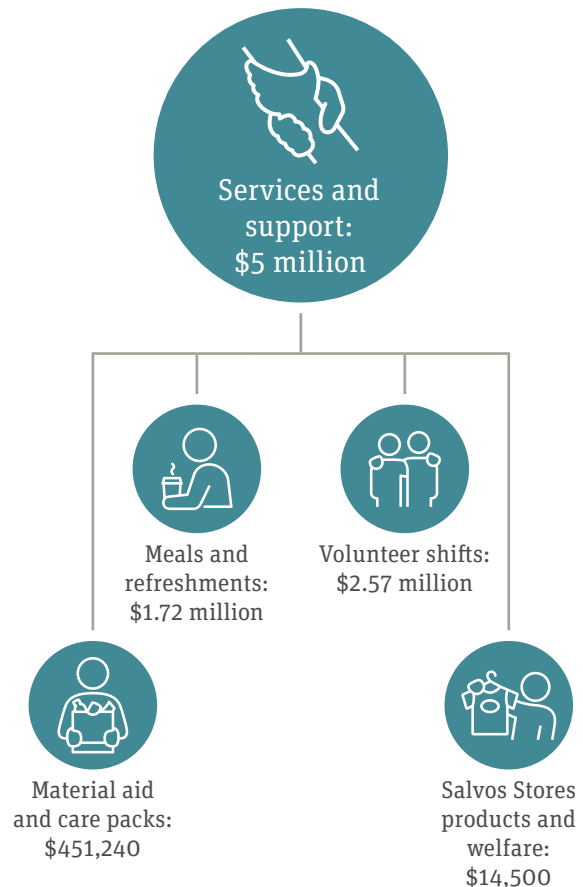 Services and
support:
$5 million
Meals and
refreshments:
$1.72 million
Volunteer shifts:
$2.57 million
Material aid
and care packs:
$451,240
Salvos Stores
products and
welfare:
$14,500